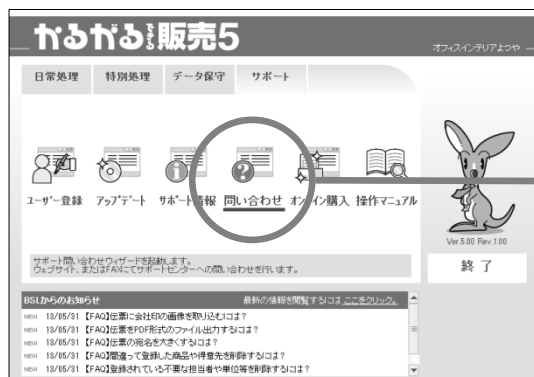 かるがるできる販売5
オフィスインテリアよつや
日常処理 特別処理 データ保守 サポート
ユーザー登録 アップデート サポート情報 問い合わせ オンライン購入 操作マニュアル
Ver.5.00 Rev.1.00
サポート問い合わせウィザードを起動します。
ウェブサイト、またはFAXにてサポートセンターへの問い合わせを行います。
終了
BSLからのお知らせ 最新の情報を閲覧するにはここをクリック。
NEW 13/05/31 【FAQ】伝票に会社印の画像を取り込むには？
NEW 13/05/31 【FAQ】伝票をPDF形式のファイル出力するには？
NEW 13/05/31 【FAQ】伝票の宛名を大きくするには？
NEW 13/05/31 【FAQ】間違って登録した商品や得意先を削除するには？
NEW 13/05/31 【FAQ】登録されている不要な担当者や単位等を削除するには？